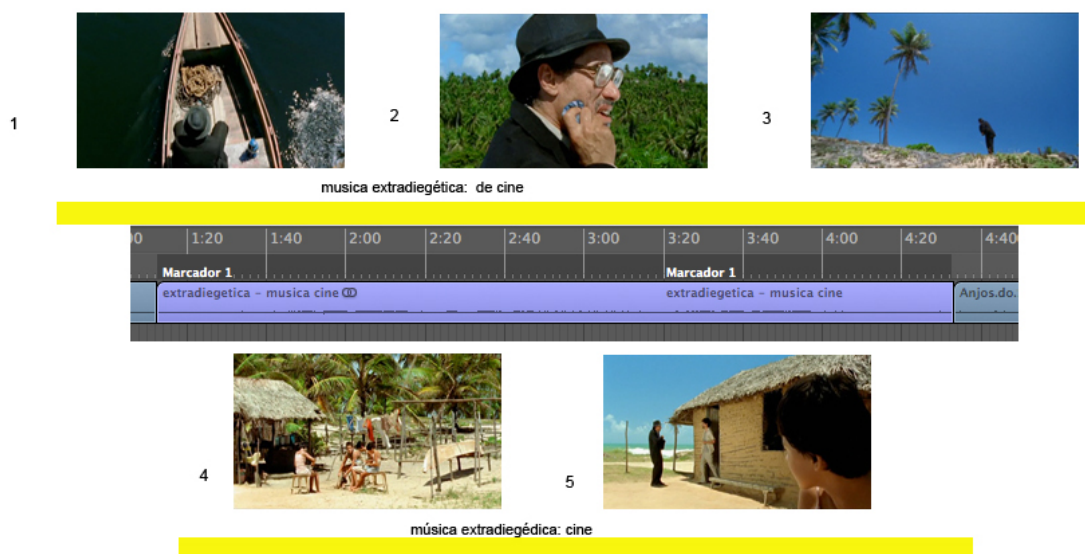 1
2
3
musica extradiegética: de cine
00 1:20 1:40 2:00 2:20 2:40 3:00 3:20 3:40 4:00 4:20 4:40
Marcador 1 Marcador 1
extradiegetica - musica cine extradiegetica - musica cine Anjos.do.
4
5
música extradiegédica: cine